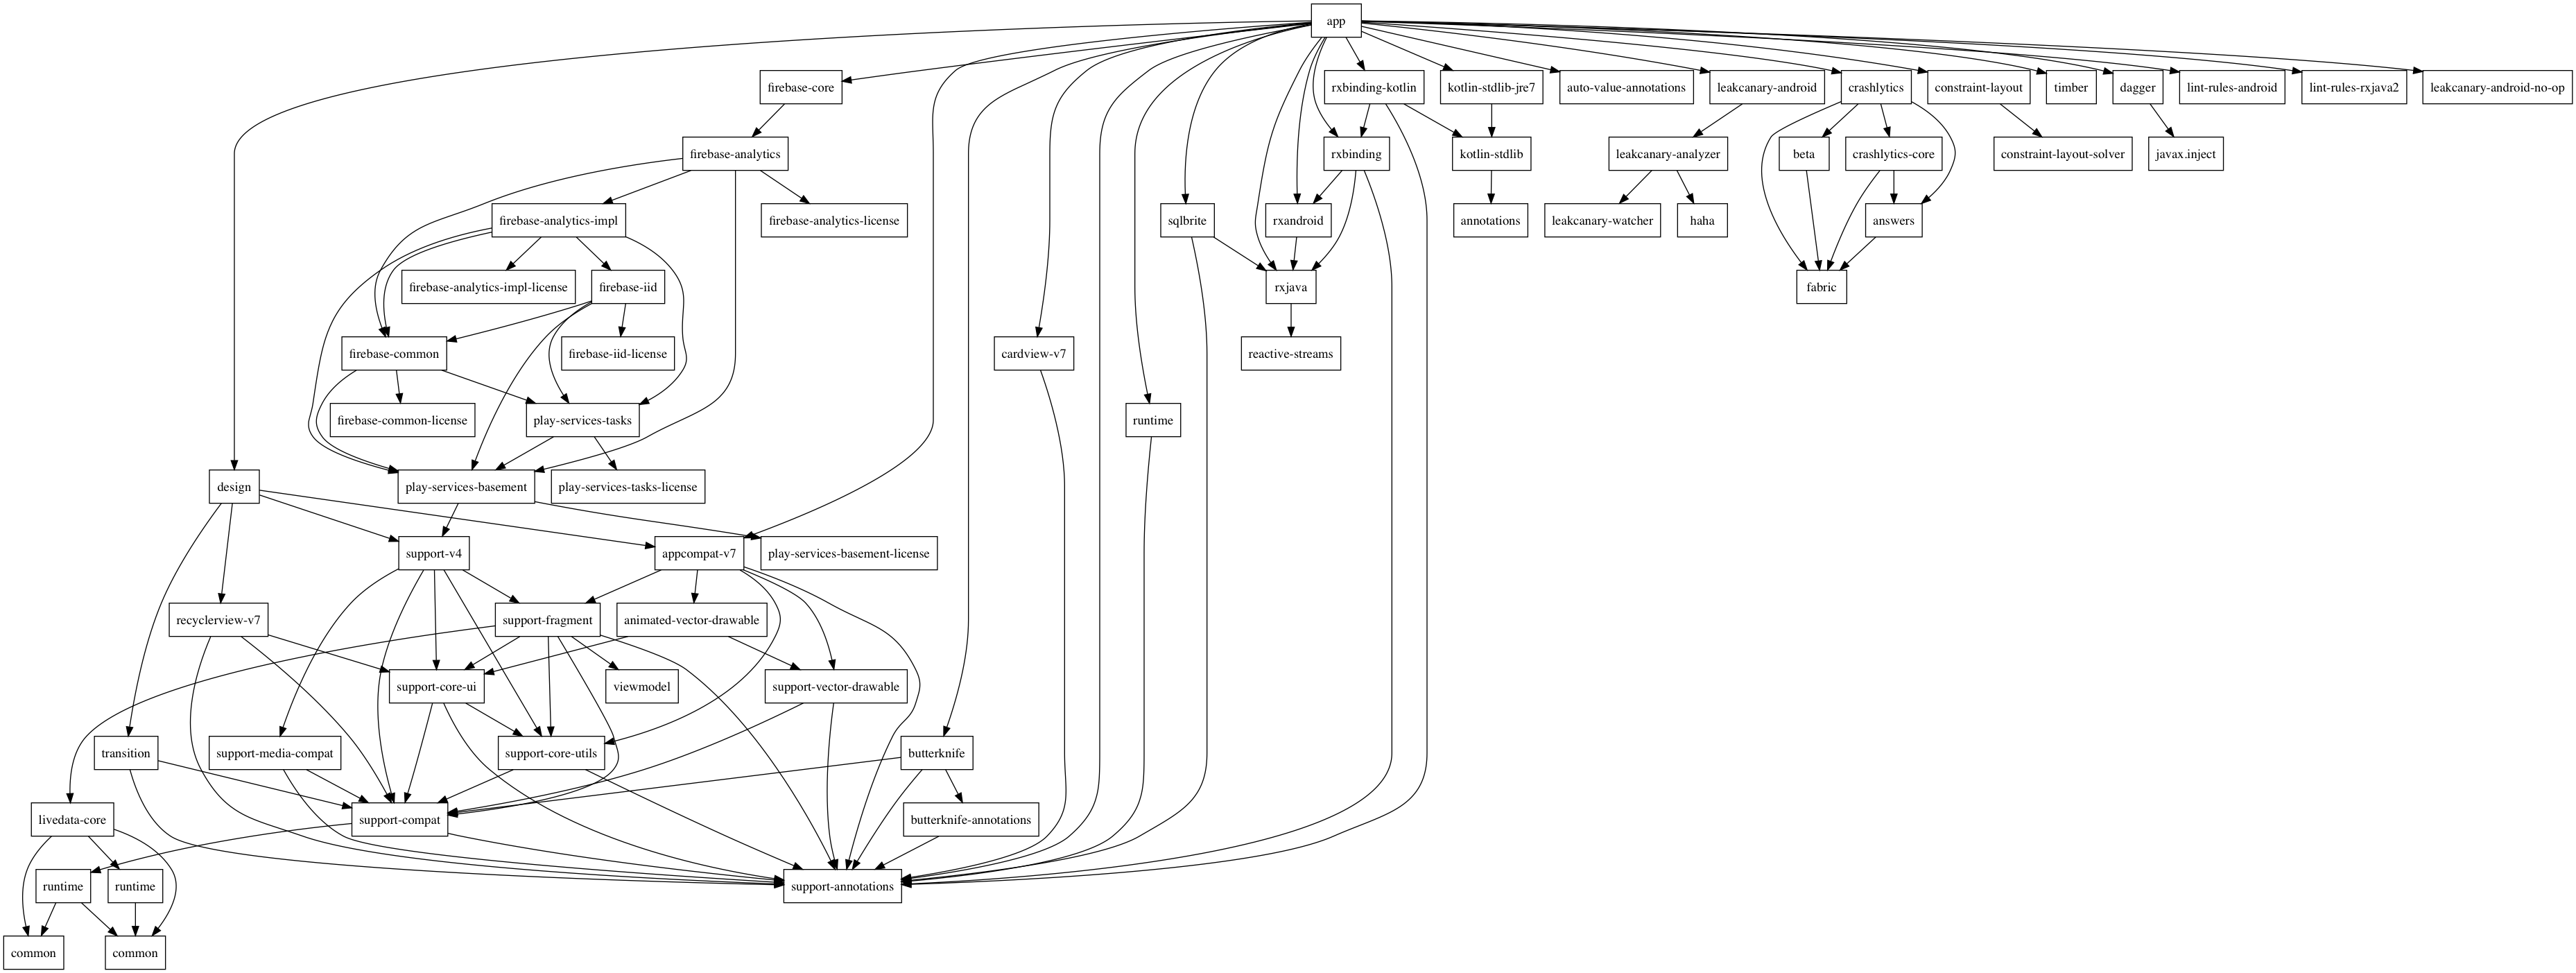 app
firebase-core
rxbinding-kotlin
kotlin-stdlib-jre7
auto-value-annotations
leakcanary-android
crashlytics
constraint-layout
timber
dagger
lint-rules-android
lint-rules-rxjava2
leakcanary-android-no-op
firebase-analytics
rxbinding
kotlin-stdlib
leakcanary-analyzer
beta
crashlytics-core
constraint-layout-solver
javax.inject
firebase-analytics-impl
firebase-analytics-license
sqlbrite
rxandroid
annotations
leakcanary-watcher
haha
answers
firebase-analytics-impl-license
firebase-iid
rxjava
fabric
firebase-common
firebase-iid-license
cardview-v7
reactive-streams
firebase-common-license
play-services-tasks
runtime
design
play-services-basement
play-services-tasks-license
support-v4
appcompat-v7
play-services-basement-license
recyclerview-v7
support-fragment
animated-vector-drawable
support-core-ui
viewmodel
support-vector-drawable
transition
support-media-compat
support-core-utils
butterknife
livedata-core
support-compat
butterknife-annotations
runtime
runtime
support-annotations
common
common